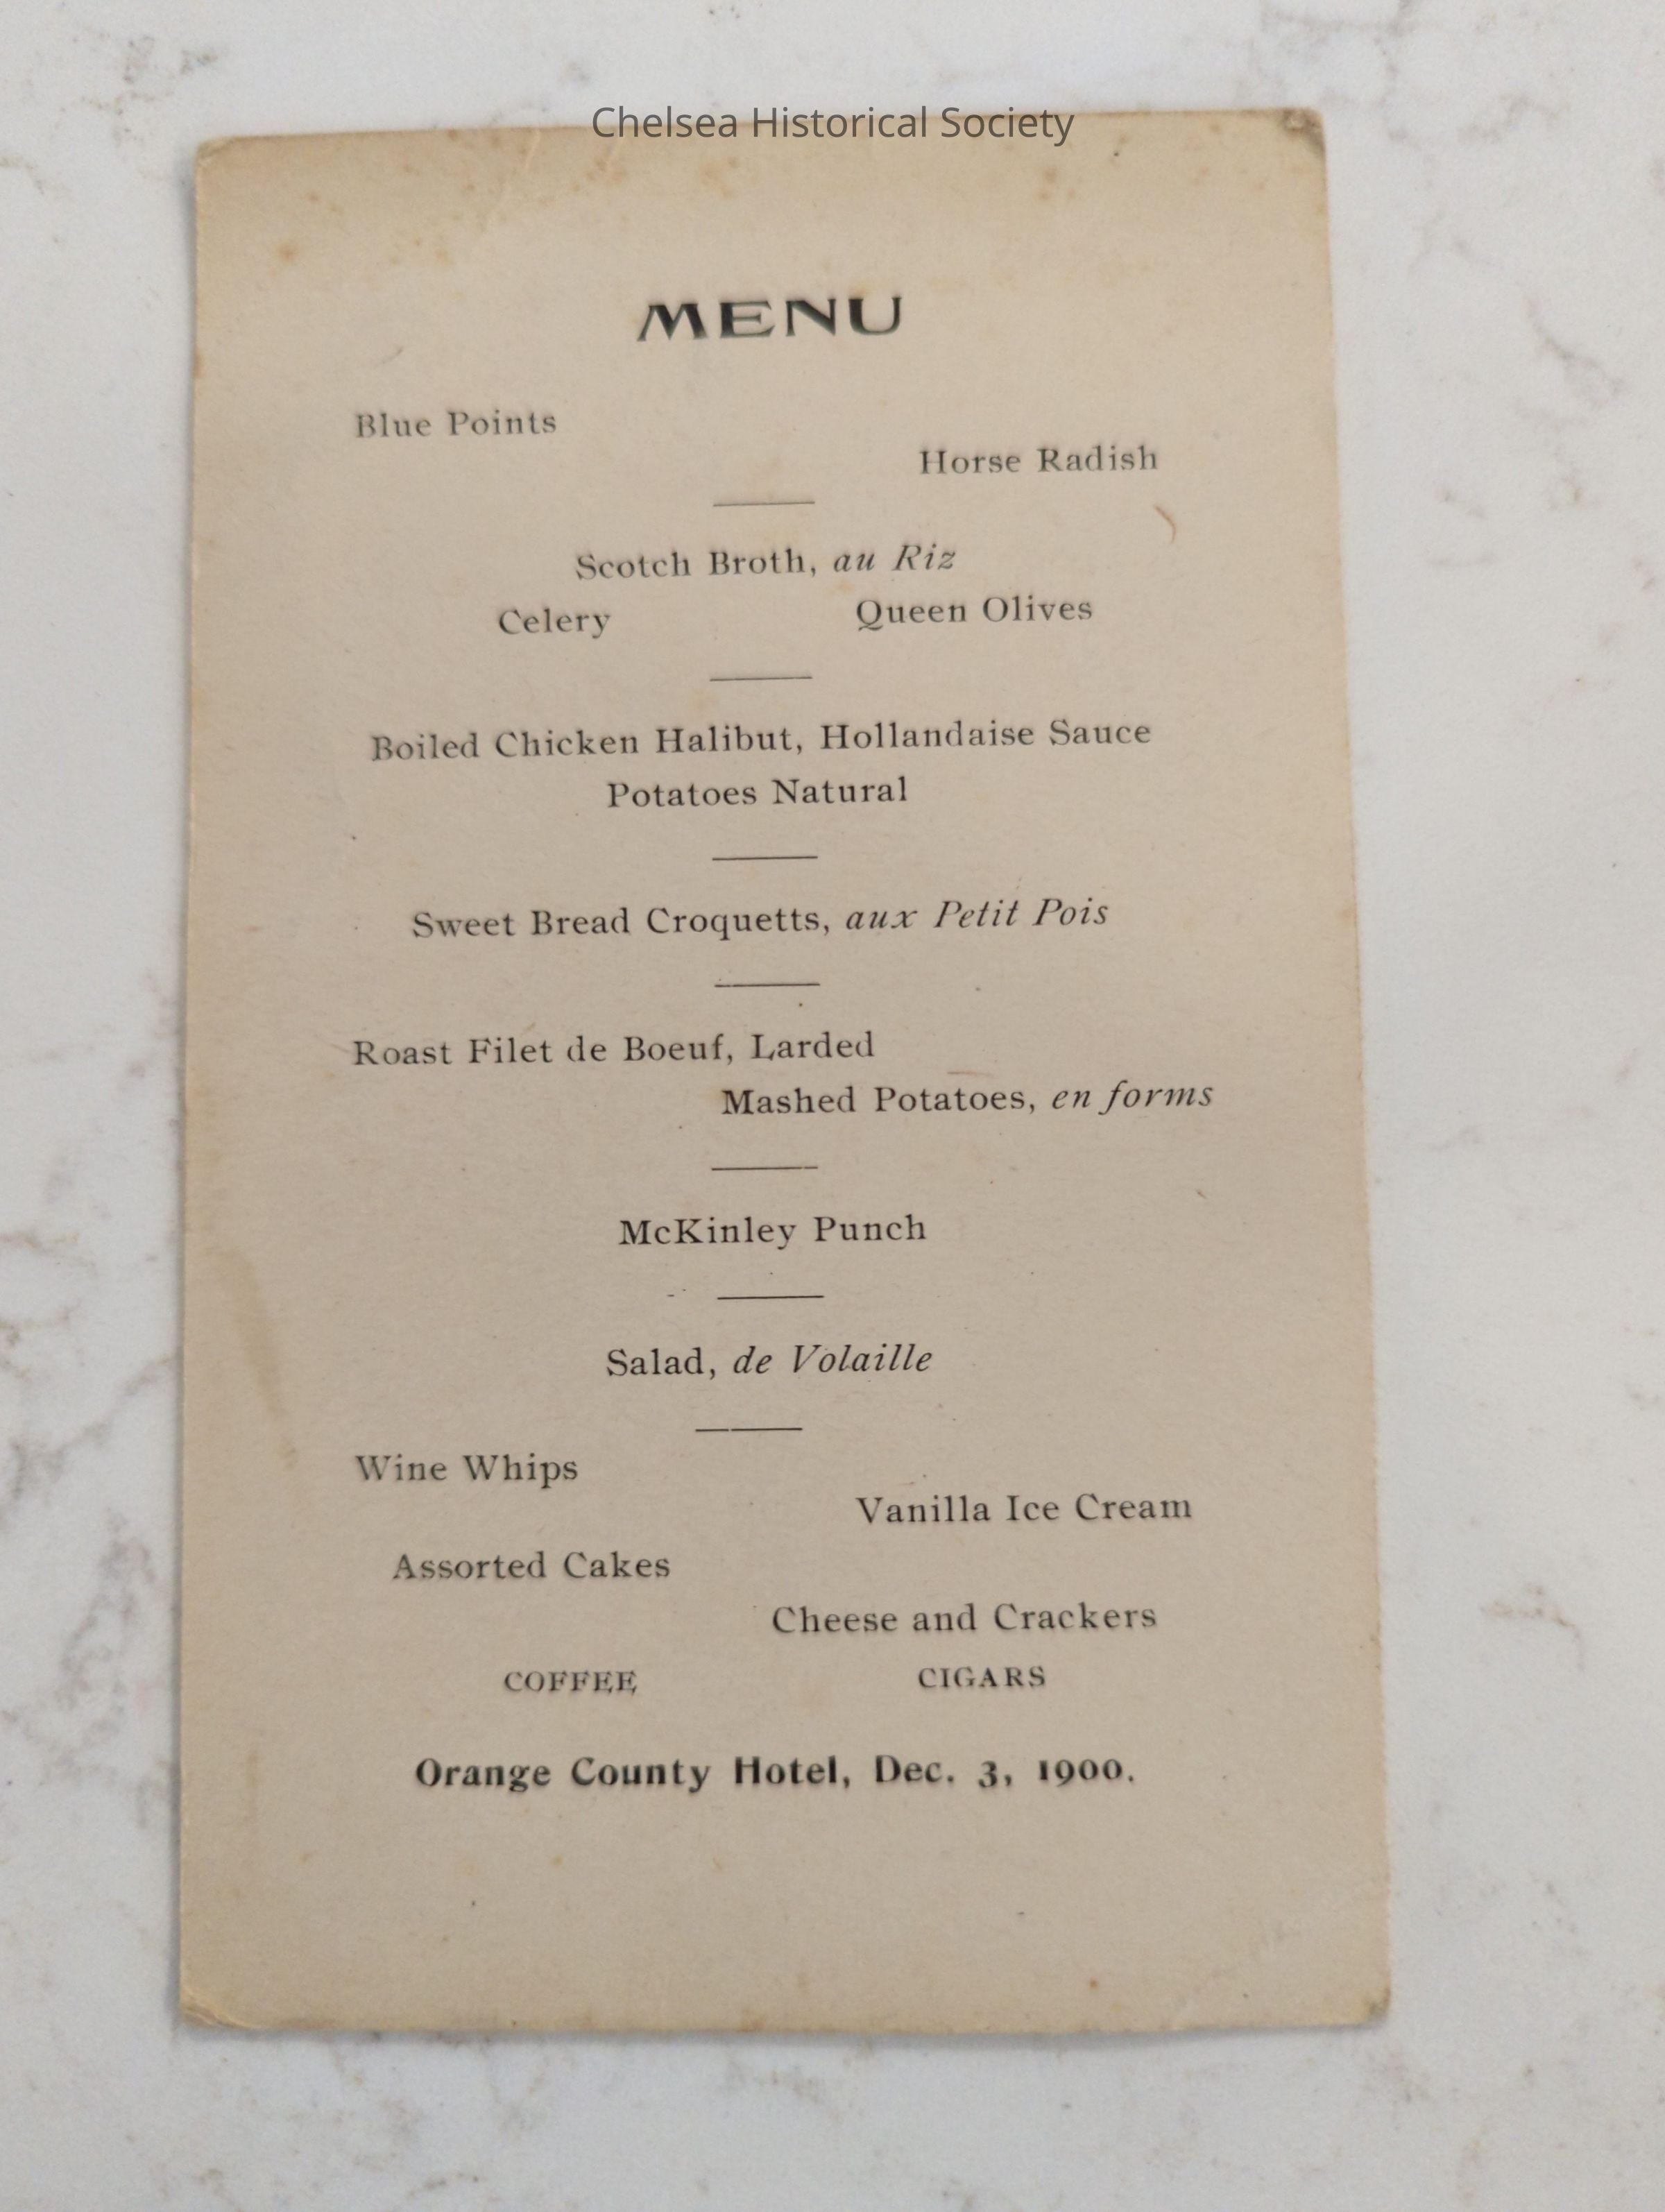 Chelsea Historical Society
MENU
Blue Points
Horse Radish
Scotch Broth, au Riz
Celery Queen Olives
Boiled Chicken Halibut, Hollandaise Sauce
Potatoes Natural
Sweet Bread Croquetts, aux Petit Pois
Roast Filet de Boeuf, Larded
Mashed Potatoes, en forms
McKinley Punch
Salad, de Volaille
Wine Whips
Vanilla Ice Cream
Assorted Cakes
Cheese and Crackers
COFFEE CIGARS
Orange County Hotel, Dec. 3, 1900.